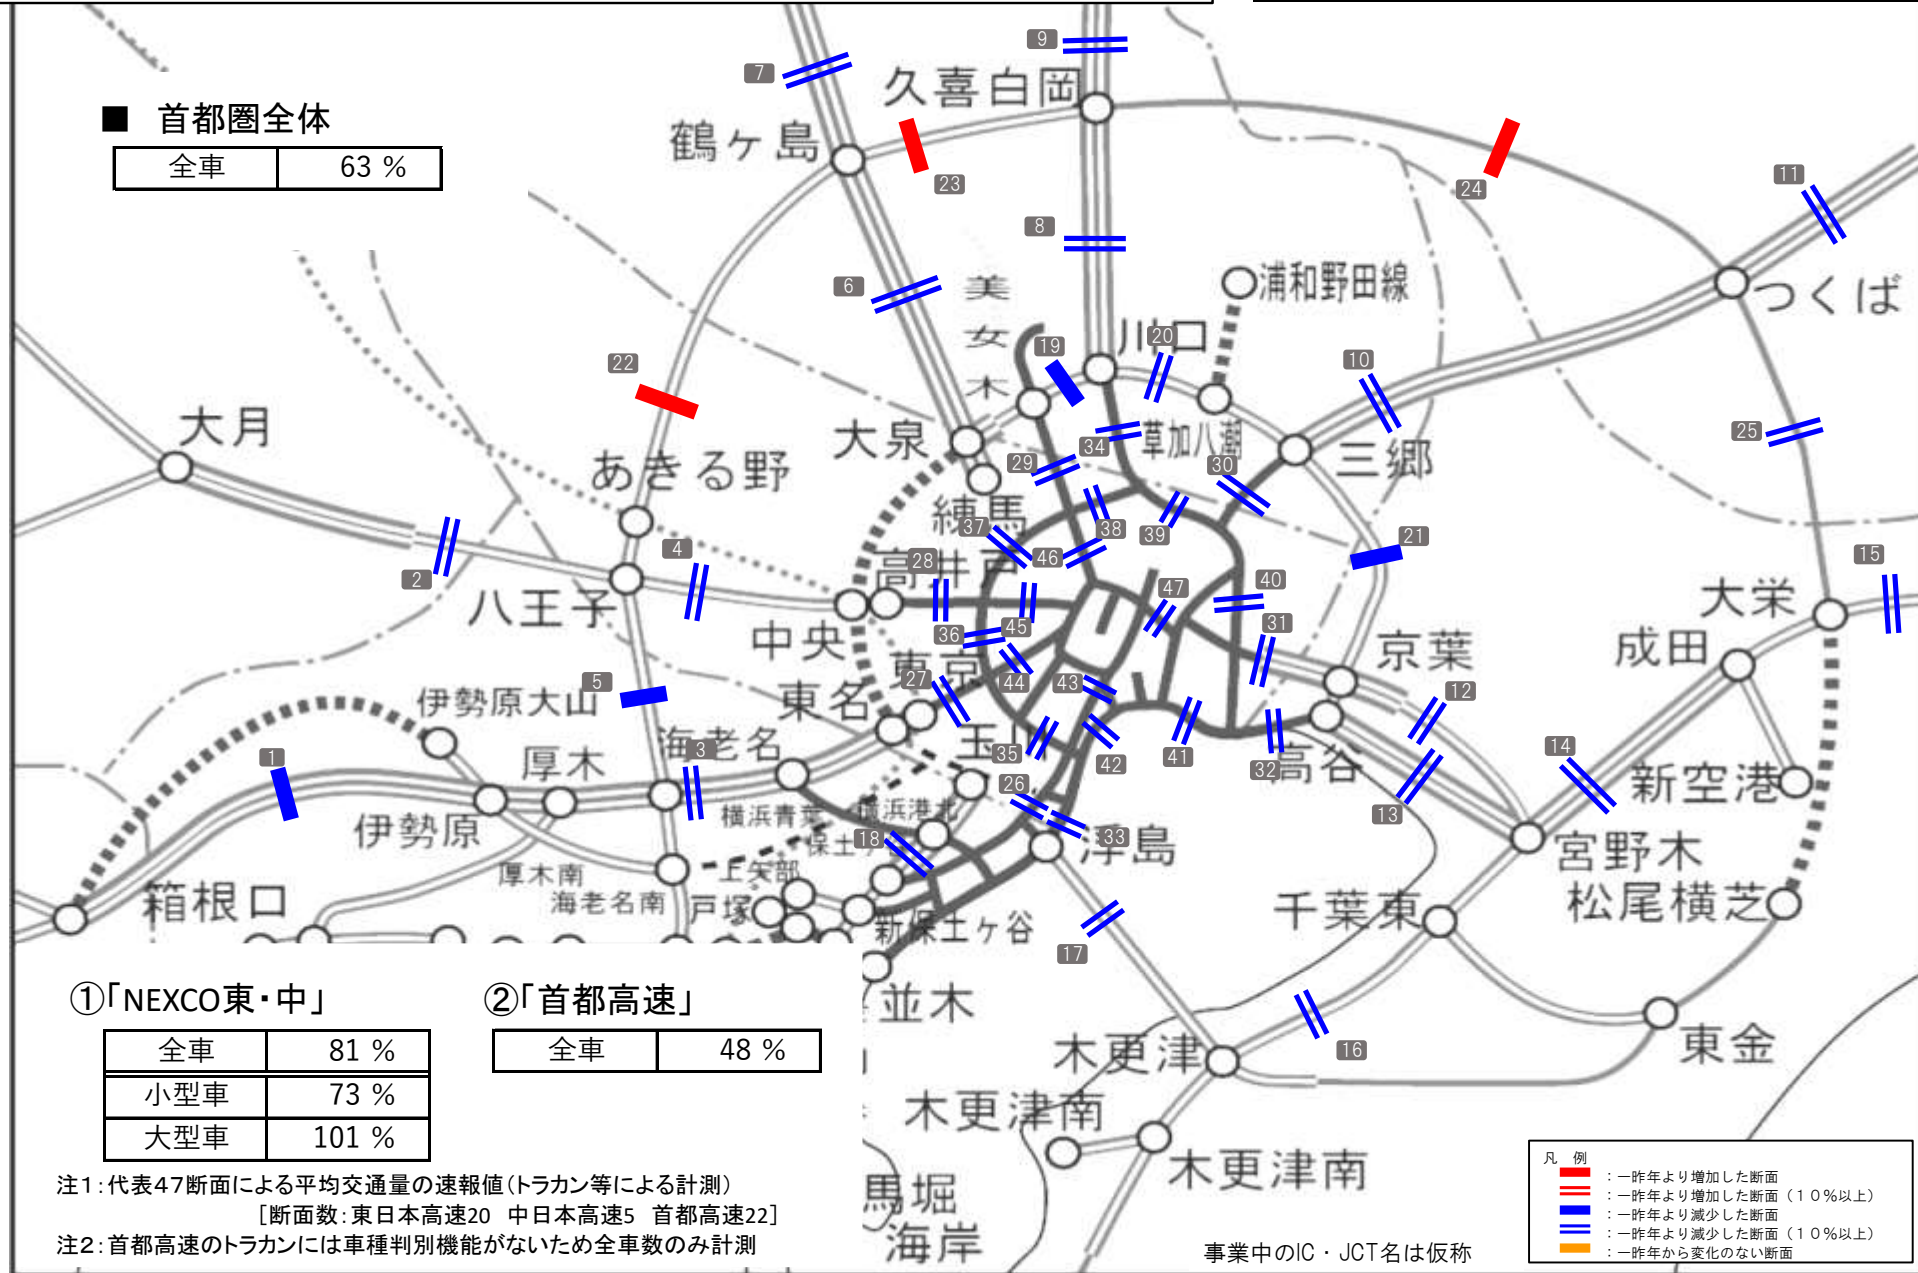 ■ 首都圏全体
全車 63 %
7
9
久喜白岡
鶴ヶ島
23
24
11
8
6
美女木
浦和野田線
つくば
川口
19
20
22
10
大月
大泉
草加八潮
三郷
25
あきる野
29
34
30
練馬
37
38
39
21
2
4
28
高井戸
46
47
40
15
八王子
大栄
中央
36
45
31
京葉
成田
5
伊勢原大山
東名
27
東京
44
43
12
1
厚木
海老名
3
玉川
35
42
41
32
高谷
14
新空港
伊勢原
横浜青葉
横浜港北
26
13
18
保土ヶ谷
33
浮島
宮野木
箱根口
厚木南
上矢部
海老名南
戸塚
新保土ヶ谷
千葉東
松尾横芝
17
並木
16
木更津
東金
木更津南
木更津南
馬堀
海岸
①「NEXCO東・中」
全車 81 %
小型車 73 %
大型車 101 %
②「首都高速」
全車 48 %
注1：代表47断面による平均交通量の速報値（トラカン等による計測）
［断面数：東日本高速20 中日本高速5 首都高速22］
注2：首都高速のトラカンには車種判別機能がないため全車数のみ計測
事業中のIC・JCT名は仮称
凡 例
：一昨年より増加した断面
：一昨年より増加した断面（１０％以上）
：一昨年より減少した断面
：一昨年より減少した断面（１０％以上）
：一昨年から変化のない断面